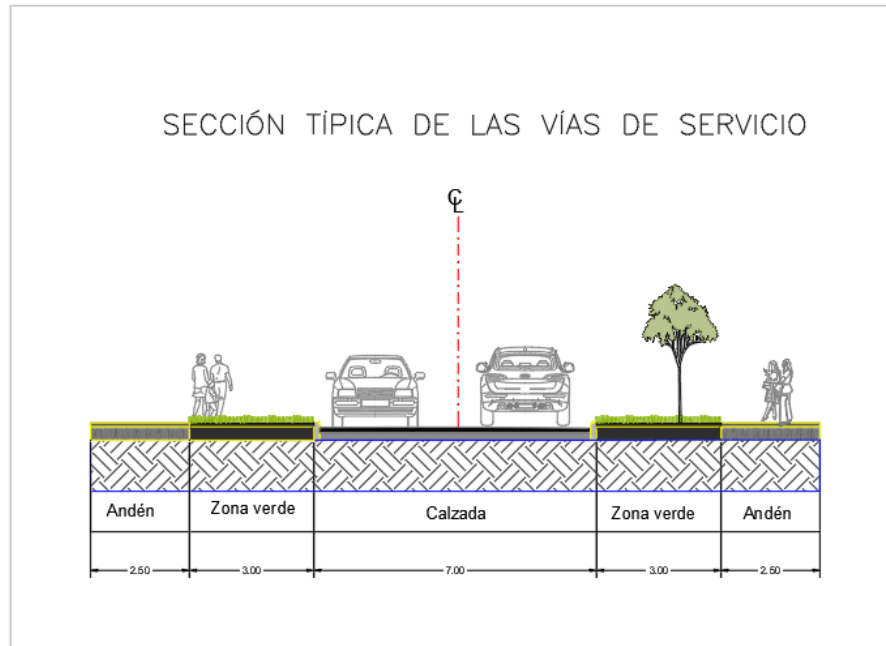 SECCIÓN TÍPICA DE LAS VÍAS DE SERVICIO
CL
Andén Zona verde Calzada Zona verde Andén
2.50 3.00 7.00 3.00 2.50